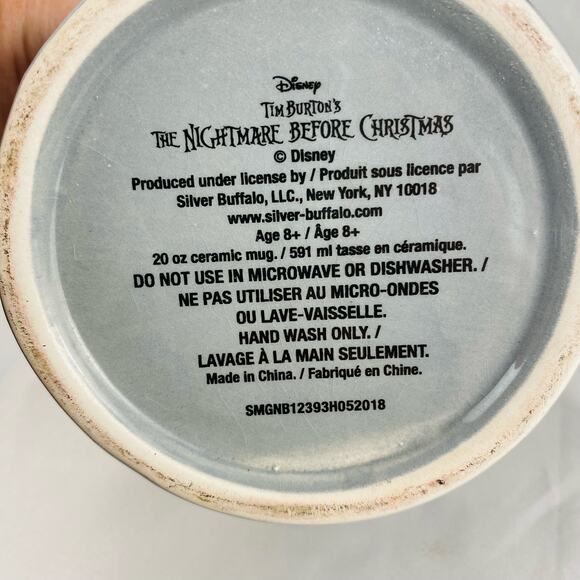 Disney
TIM BURTON'S
THE NIGHTMARE BEFORE CHRISTMAS
© Disney
Produced under license by / Produit sous licence par
Silver Buffalo, LLC., New York, NY 10018
www.silver-buffalo.com
Age 8+ / Âge 8+
20 oz ceramic mug. / 591 ml tasse en céramique.
DO NOT USE IN MICROWAVE OR DISHWASHER. /
NE PAS UTILISER AU MICRO-ONDES
OU LAVE-VAISSELLE.
HAND WASH ONLY. /
LAVAGE À LA MAIN SEULEMENT.
Made in China. / Fabriqué en Chine.
SMGNB12393H052018